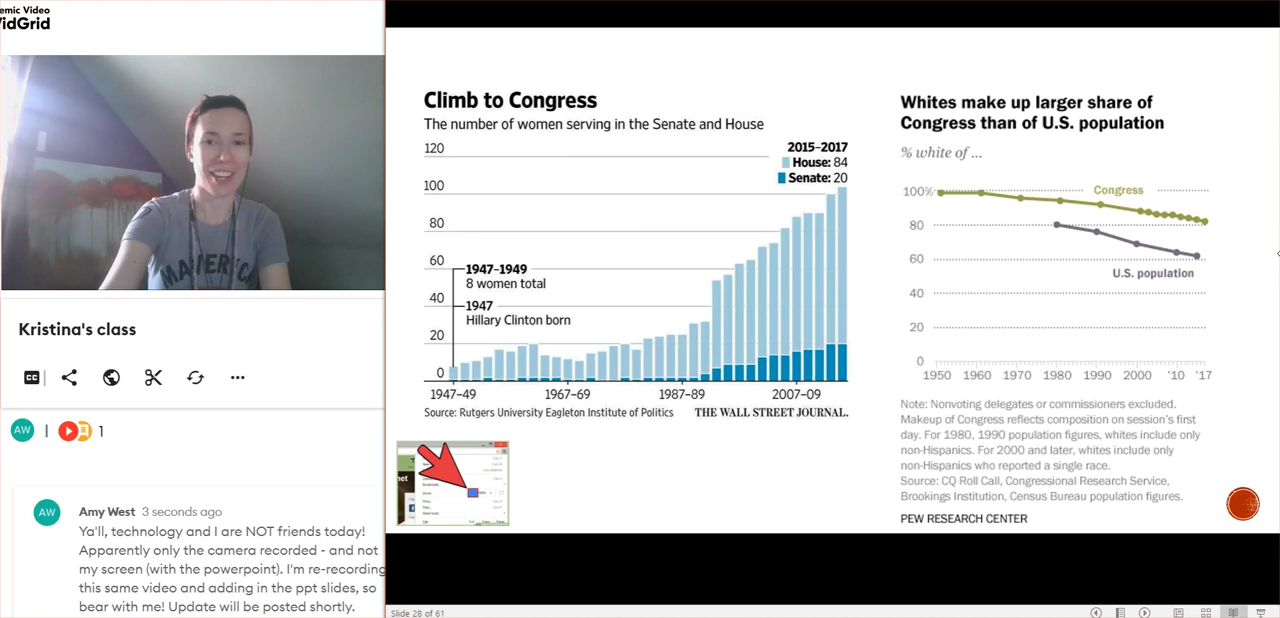 emic Video
VidGrid
Kristina's class
CC
AW
1
AW
Amy West 3 seconds ago
Ya'll, technology and I are NOT friends today!
Apparently only the camera recorded - and not
my screen (with the powerpoint). I'm re-recording
this same video and adding in the ppt slides, so
bear with me! Update will be posted shortly.
Climb to Congress
The number of women serving in the Senate and House
120
100
80
60
40
20
0
2015–2017
House: 84
Senate: 20
1947–1949
8 women total
1947
Hillary Clinton born
1947–49 1967–69 1987–89 2007–09
Source: Rutgers University Eagleton Institute of Politics THE WALL STREET JOURNAL.
Whites make up larger share of
Congress than of U.S. population
% white of ...
100%
80
60
40
20
0
Congress
U.S. population
1950 1960 1970 1980 1990 2000 '10 '17
Note: Nonvoting delegates or commissioners excluded.
Makeup of Congress reflects composition on session's first
day. For 1980, 1990 population figures, whites include only
non-Hispanics. For 2000 and later, whites include only
non-Hispanics who reported a single race.
Source: CQ Roll Call, Congressional Research Service,
Brookings Institution, Census Bureau population figures.
PEW RESEARCH CENTER
Slide 28 of 61